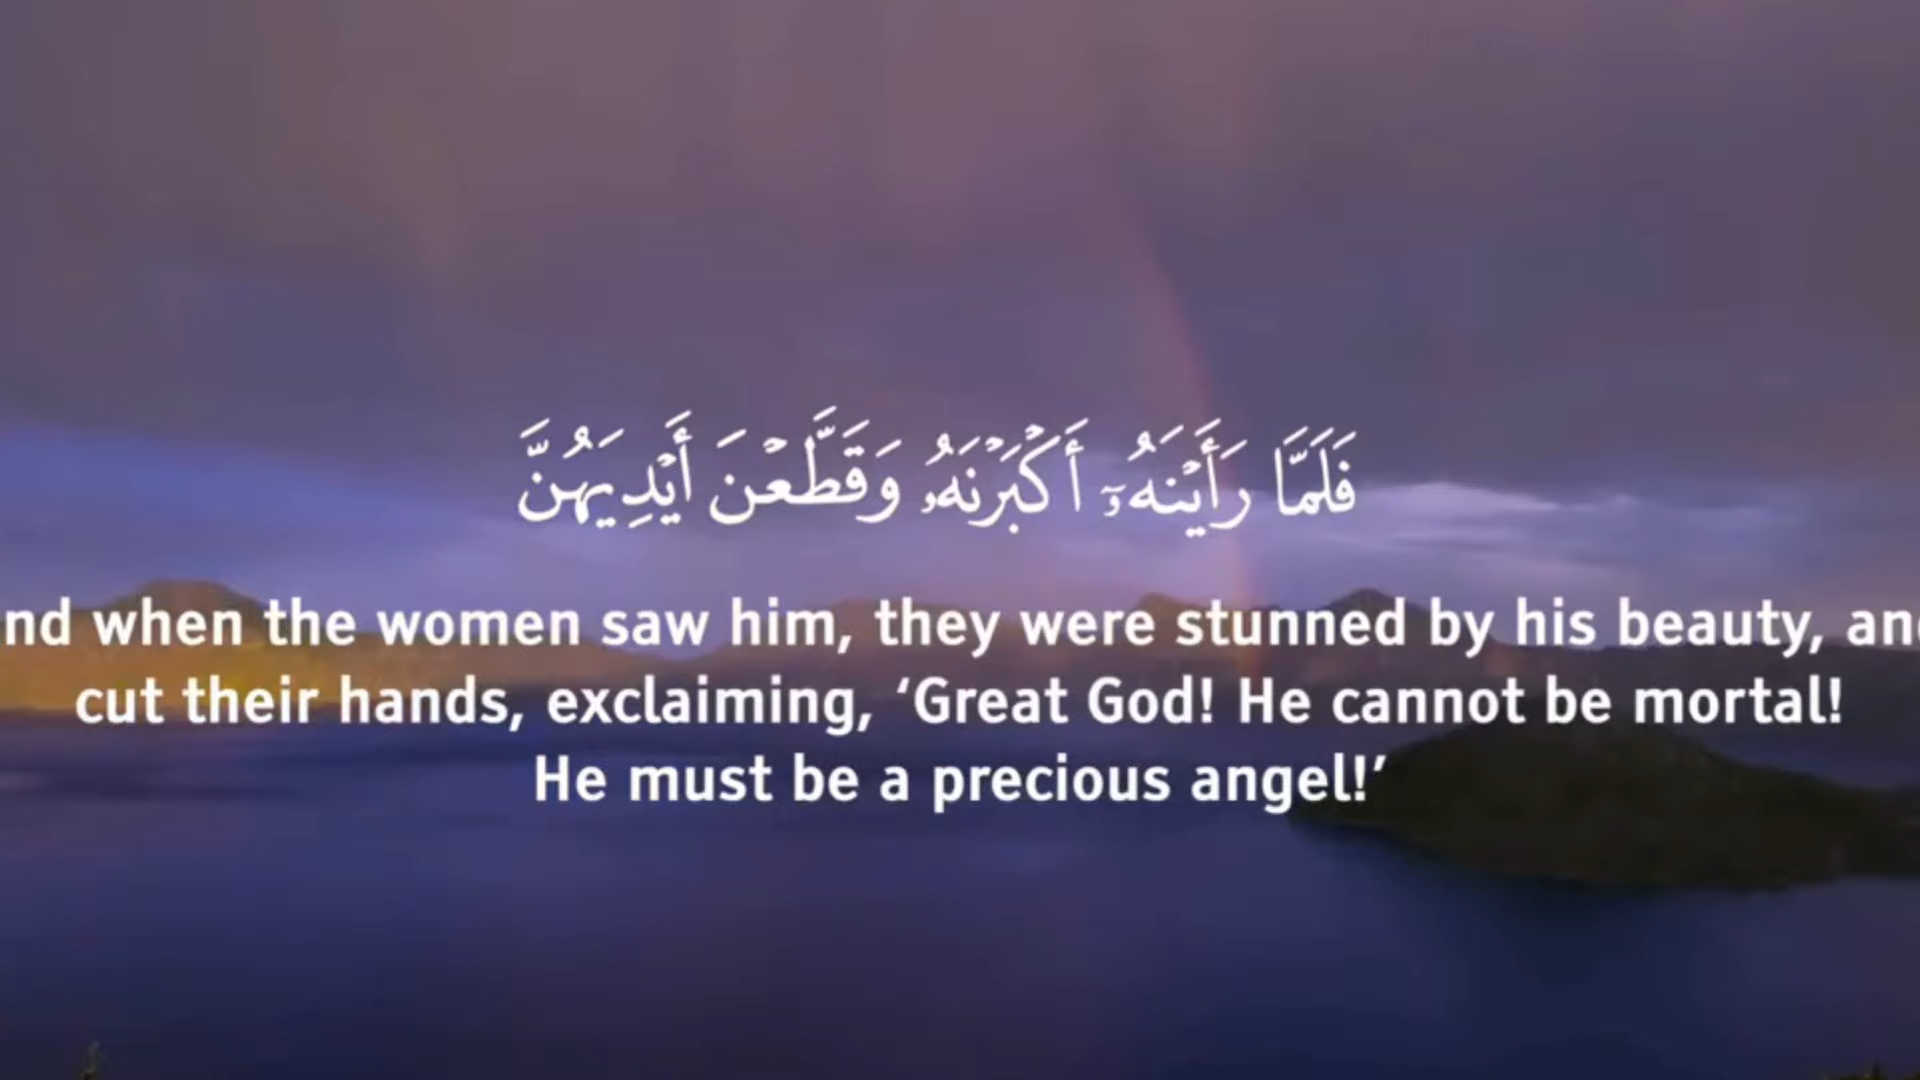 فَلَمَّا رَأَيْنَهُۥٓ أَكْبَرْنَهُۥ وَقَطَّعْنَ أَيْدِيَهُنَّ
nd when the women saw him, they were stunned by his beauty, an
cut their hands, exclaiming, ‘Great God! He cannot be mortal!
He must be a precious angel!’